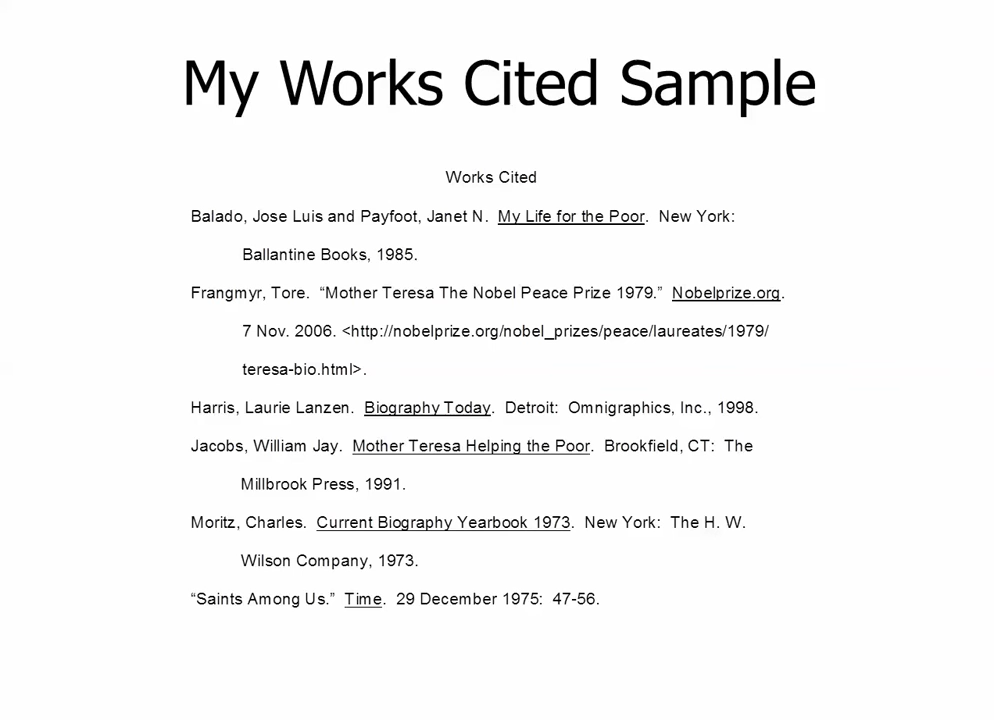 My Works Cited Sample
Works Cited
Balado, Jose Luis and Payfoot, Janet N.  My Life for the Poor.  New York:
Ballantine Books, 1985.
Frangmyr, Tore.  “Mother Teresa The Nobel Peace Prize 1979.”  Nobelprize.org.
7 Nov. 2006. <http://nobelprize.org/nobel_prizes/peace/laureates/1979/
teresa-bio.html>.
Harris, Laurie Lanzen.  Biography Today.  Detroit:  Omnigraphics, Inc., 1998.
Jacobs, William Jay.  Mother Teresa Helping the Poor.  Brookfield, CT:  The
Millbrook Press, 1991.
Moritz, Charles.  Current Biography Yearbook 1973.  New York:  The H. W.
Wilson Company, 1973.
“Saints Among Us.”  Time.  29 December 1975:  47-56.